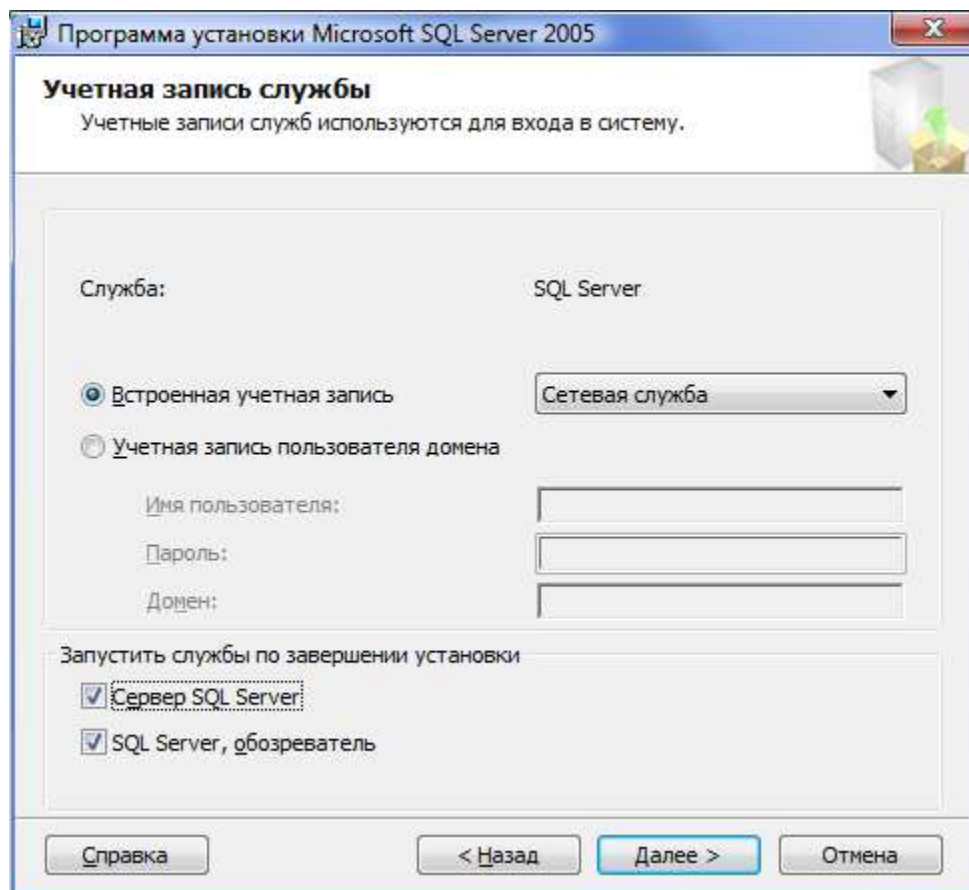 Программа установки Microsoft SQL Server 2005
Учетная запись службы
Учетные записи служб используются для входа в систему.
Служба: SQL Server
Встроенная учетная запись Сетевая служба
Учетная запись пользователя домена
Имя пользователя:
Пароль:
Домен:
Запустить службы по завершении установки
Сервер SQL Server
SQL Server, обозреватель
Справка < Назад Далее > Отмена